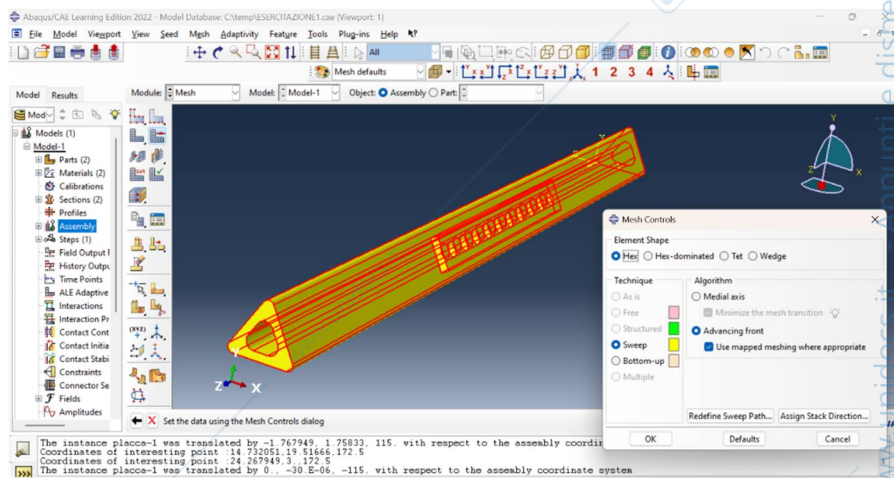 Abaqus/CAE Learning Edition 2022 - Model Database: C:\temp\ESERCITAZIONE1.cae [Viewport: 1]
File Model Viewport View Seed Mesh Adaptivity Feature Tools Plug-ins Help
All
Mesh defaults
1 2 3 4
Model Results
Module: Mesh Model: Model-1 Object: Assembly Part:
Mod
Models (1)
Model-1
Parts (2)
Materials (2)
Calibrations
Sections (2)
Profiles
Assembly
Steps (1)
Field Output F
History Outpu
Time Points
ALE Adaptive
Interactions
Interaction Pr
Contact Cont
Contact Initia
Contact Stabi
Constraints
Connector Se
Fields
Amplitudes
(XYZ)
Y
Z
X
Y
Z X
Mesh Controls
Element Shape
Hex Hex-dominated Tet Wedge
Technique
As is
Free
Structured
Sweep
Bottom-up
Multiple
Algorithm
Medial axis
Minimize the mesh transition
Advancing front
Use mapped meshing where appropriate
Redefine Sweep Path... Assign Stack Direction...
OK Defaults Cancel
Set the data using the Mesh Controls dialog
The instance placca-1 was translated by -1.767949, 1.75833, 115. with respect to the assembly coordin
Coordinates of interesting point :14.732051,19.51666,172.5
Coordinates of interesting point :24.267949,3.,172.5
The instance placca-1 was translated by 0., -30.E-06, -115. with respect to the assembly coordinate system